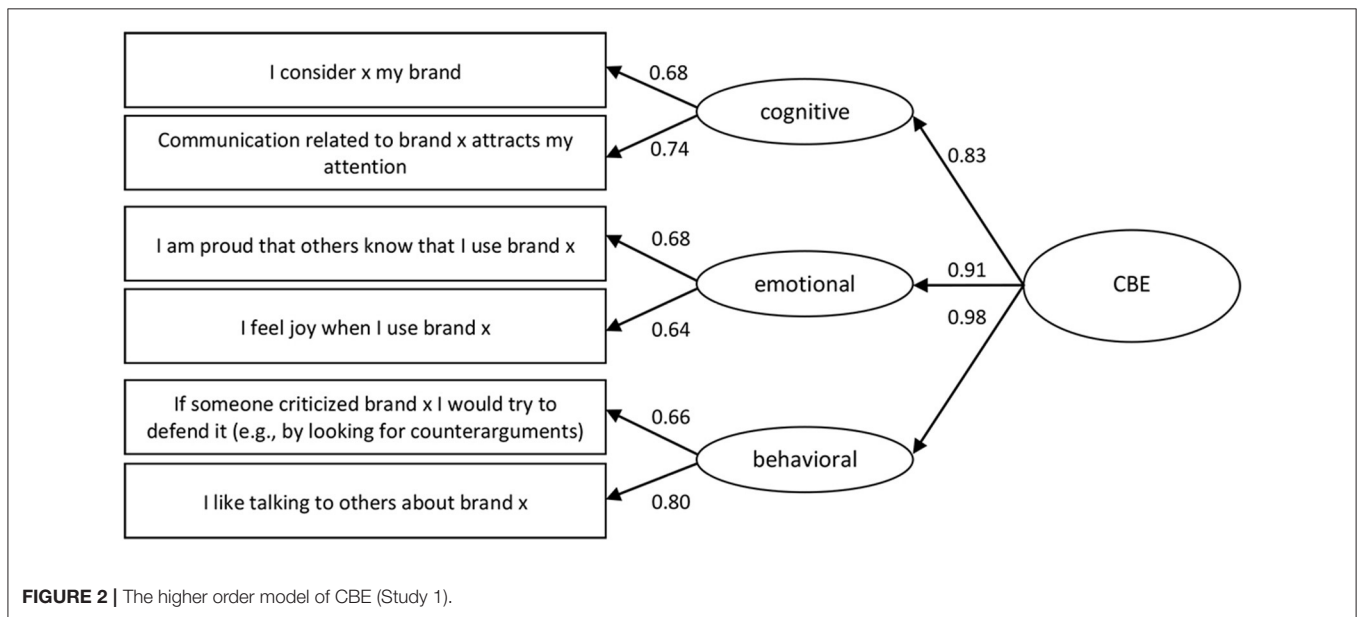 I consider x my brand
0.68
cognitive
Communication related to brand x attracts my
attention
0.74
0.83
I am proud that others know that I use brand x
0.68
emotional
0.91
CBE
I feel joy when I use brand x
0.64
0.98
If someone criticized brand x I would try to
defend it (e.g., by looking for counterarguments)
0.66
behavioral
I like talking to others about brand x
0.80
FIGURE 2 | The higher order model of CBE (Study 1).